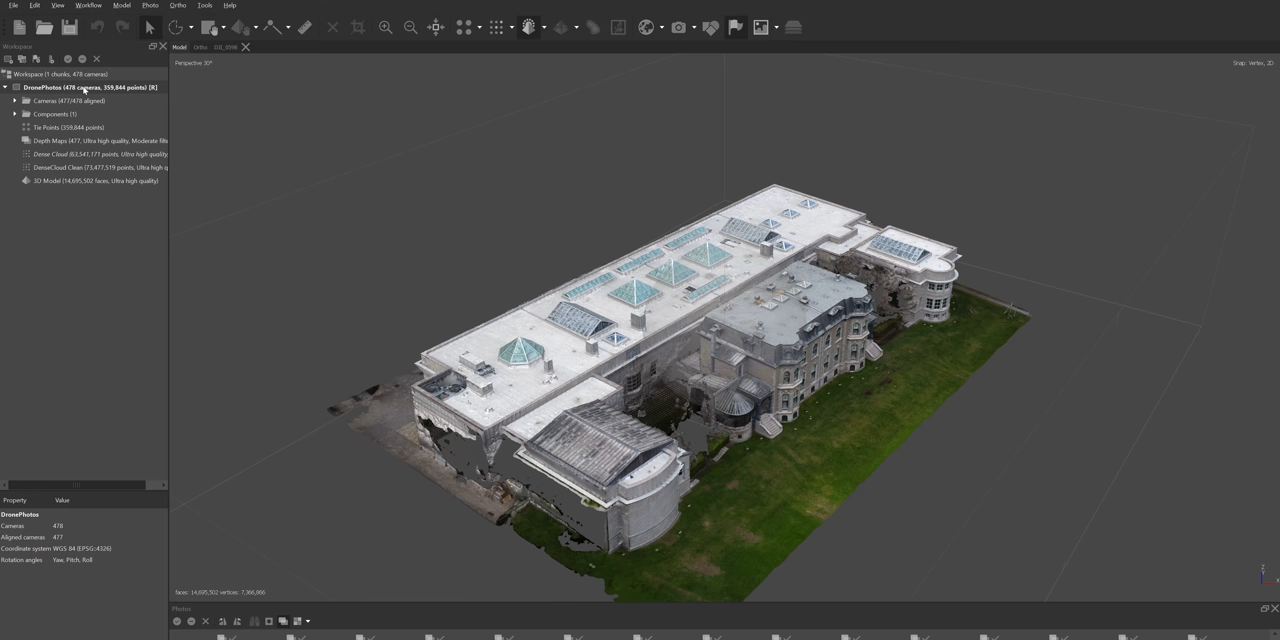 File Edit View Workflow Model Photo Ortho Tools Help
Workspace
Model Ortho
Perspective 30°
Snap: Vertex, 2D
Workspace (1 chunks, 478 cameras)
DronePhotos (478 cameras, 359,844 points) [R]
Cameras (477/478 aligned)
Components (1)
Tie Points (359,844 points)
Depth Maps (477, Ultra high quality, Moderate filt
Dense Cloud (63,541,171 points, Ultra high quality
DenseCloud Clean (73,477,519 points, Ultra high q
3D Model (14,695,502 faces, Ultra high quality)
Property Value
DronePhotos
Cameras 478
Aligned cameras 477
Coordinate system WGS 84 (EPSG::4326)
Rotation angles Yaw, Pitch, Roll
faces: 14,695,502 vertices: 7,366,866
Photos